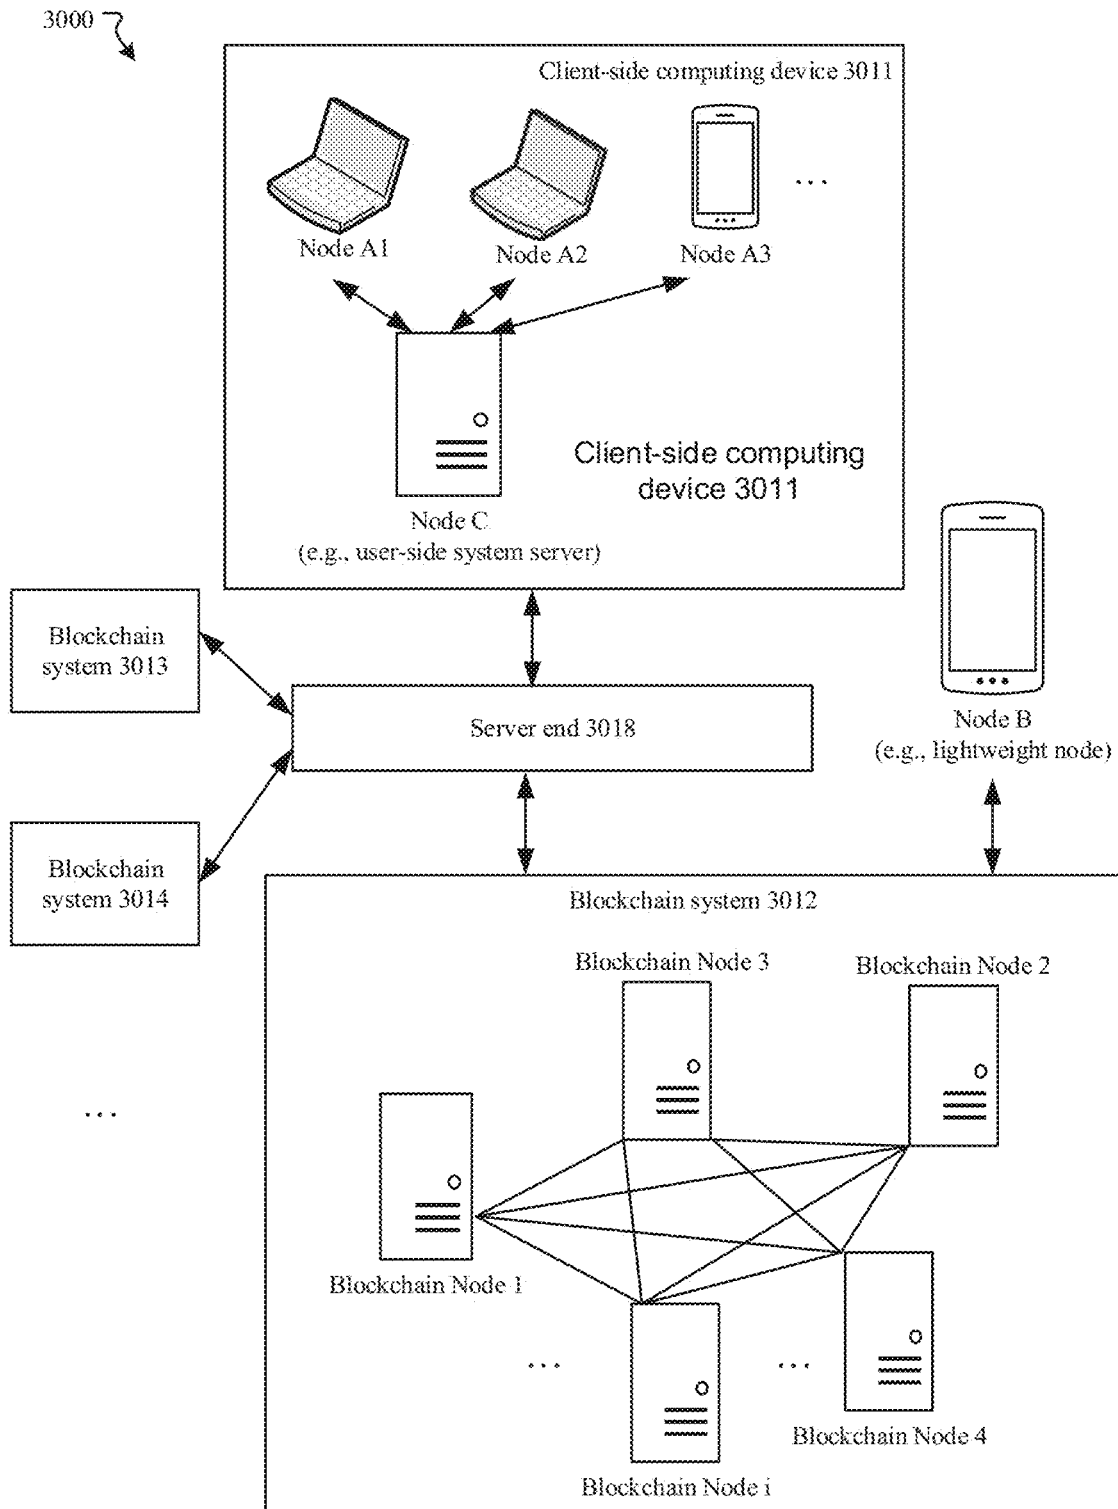 3000
Client-side computing device 3011
...
Node A1
Node A2
Node A3
Client-side computing
device 3011
Node C
(e.g., user-side system server)
Blockchain
system 3013
Server end 3018
Node B
(e.g., lightweight node)
Blockchain
system 3014
Blockchain system 3012
Blockchain Node 3
Blockchain Node 2
...
Blockchain Node 1
...
...
Blockchain Node 4
Blockchain Node i